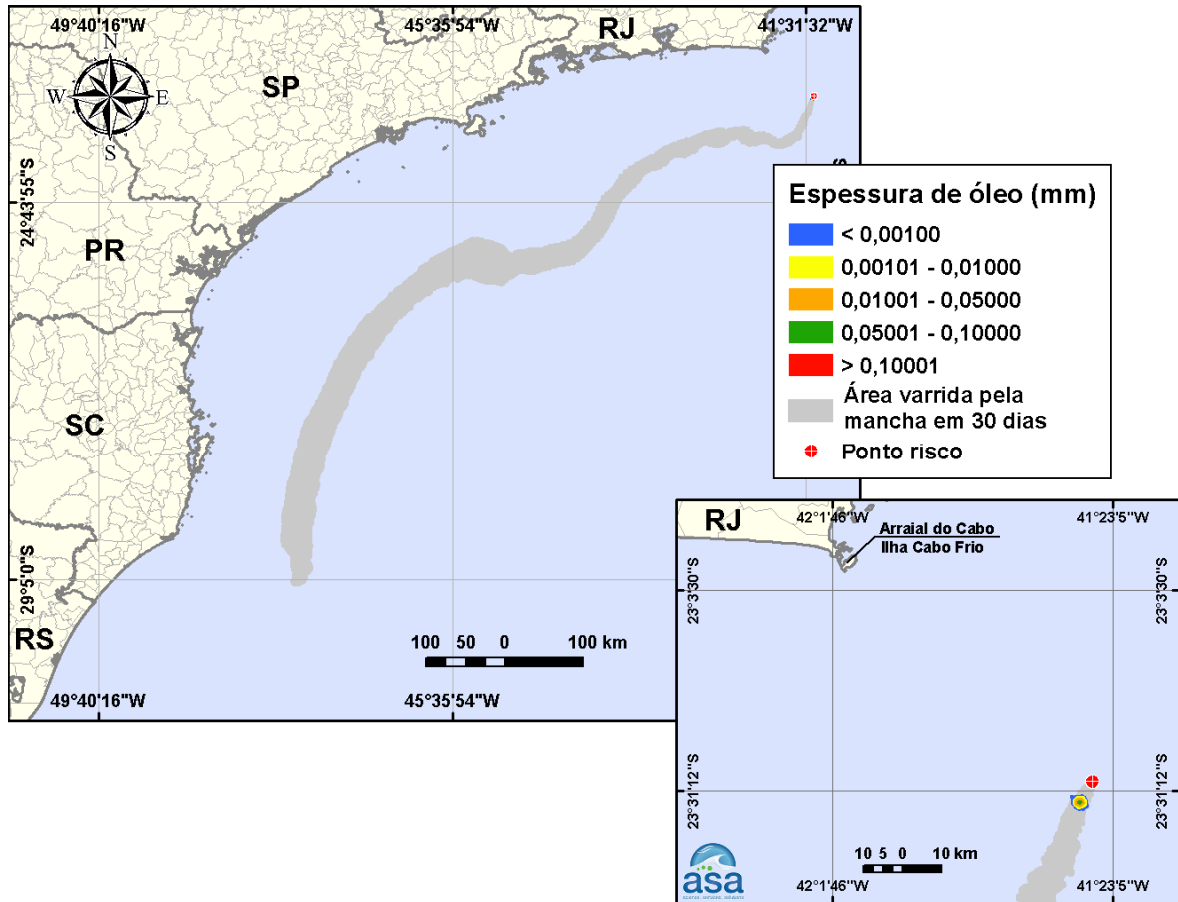 49°40'16"W
45°35'54"W
RJ
41°31'32"W
N
W
E
S
SP
24°43'55"S
PR
SC
29°5'0"S
RS
100 50 0 100 km
49°40'16"W
45°35'54"W
Espessura de óleo (mm)
< 0,00100
0,00101 - 0,01000
0,01001 - 0,05000
0,05001 - 0,10000
> 0,10001
Área varrida pela
mancha em 30 dias
Ponto risco
RJ
42°1'46"W
41°23'5"W
Arraial do Cabo
Ilha Cabo Frio
23°3'30"S
23°3'30"S
23°31'12"S
23°31'12"S
10 5 0 10 km
asa
42°1'46"W
41°23'5"W